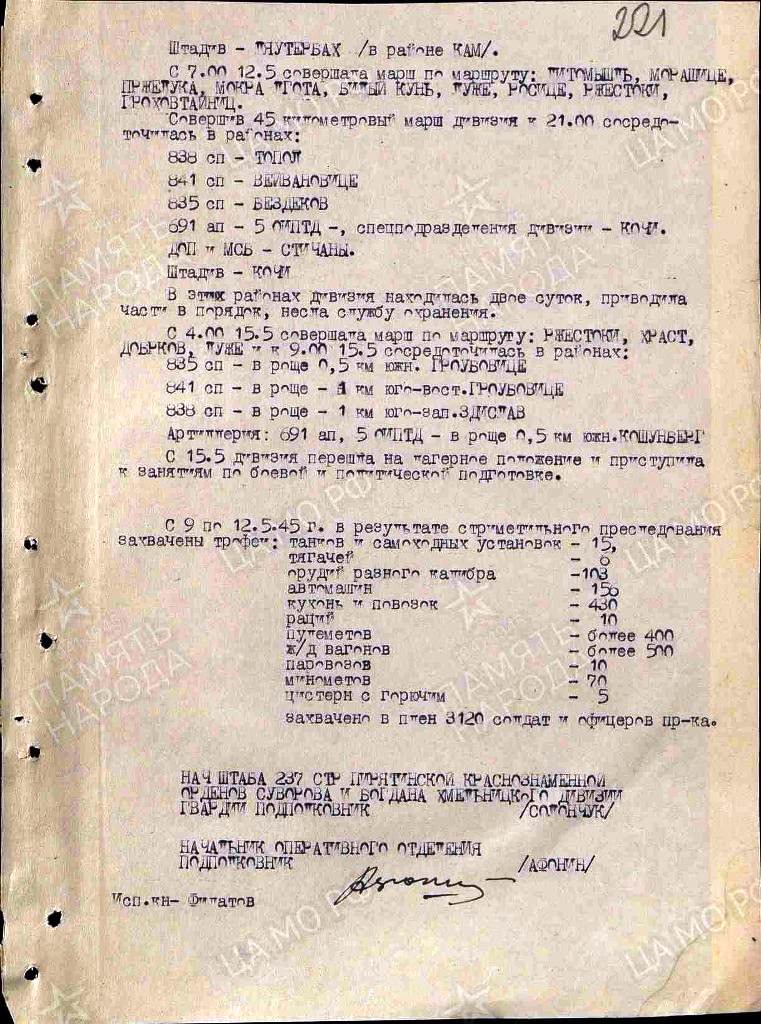 221
Штадив - ЛЯУТЕРБАХ /в районе КАМ/.
С 7.00 12.5 совершала марш по маршруту: ЛИТОМЫШЛЬ, МОРАШИЦЕ,
ПРЖЕЛУКА, МОКРА ЛГОТА, БИЛЫЙ КУНЬ, ЛУЖЕ, РОСИЦЕ, РЖЕСТОКИ,
ГРОХОВТАЙНИЦ.
Совершив 45 километровый марш дивизия к 21.00 сосредо-
точилась в районах:
838 сп - ТОПОЛ
841 сп - ВЕЙВАНОВИЦЕ
835 сп - БЕЗДЕКОВ
691 ап - 5 ОИПТД -, спецподразделения дивизии - КОЧИ.
ДОП и МСБ - СТИЧАНЫ.
Штадив - КОЧИ
В этих районах дивизия находилась двое суток, приводила
части в порядок, несла службу охранения.
С 4.00 15.5 совершала марш по маршруту: РЖЕСТОКИ, ХРАСТ,
ДОБРКОВ, ЛУЖЕ и к 9.00 15.5 сосредоточилась в районах:
835 сп - в роще 0,5 км южн. ГРОУБОВИЦЕ
841 сп - в роще - 1 км юго-вост.ГРОУБОВИЦЕ
838 сп - в роще - 1 км юго-зап.ЗДИСЛАВ
Артиллерия: 691 ап, 5 ОИПТД - в роще 0,5 км южн.КОШУНБЕРГ
С 15.5 дивизия перешла на лагерное положение и приступила
к занятиям по боевой и политической подготовке.
С 9 по 12.5.45 г. в результате стриметильного преследования
захвачены трофеи: танков и самоходных установок - 15,
тягачей - 6
орудий разного калибра -103
автомашин - 156
кухонь и повозок - 430
раций - 10
пулеметов - более 400
ж/д вагонов - более 500
паровозов - 10
минометов - 70
цистерн с горючим - 5
захвачено в плен 3120 солдат и офицеров пр-ка.
НАЧ ШТАБА 237 СТР ПИРЯТИНСКОЙ КРАСНОЗНАМЕННОЙ
ОРДЕНОВ СУВОРОВА И БОГДАНА ХМЕЛЬНИЦКОГО ДИВИЗИИ
ГВАРДИИ ПОДПОЛКОВНИК /СОЛОНЧУК/
НАЧАЛЬНИК ОПЕРАТИВНОГО ОТДЕЛЕНИЯ
ПОДПОЛКОВНИК /АФОНИН/
Исп.кн- Филатов
ПАМЯТЬ НАРОДА
ЦАМО РФ